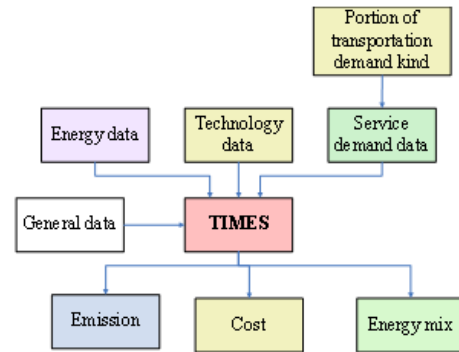 Portion of
transportation
demand kind
Energy data
Technology
data
Service
demand data
General data
TIMES
Emission
Cost
Energy mix